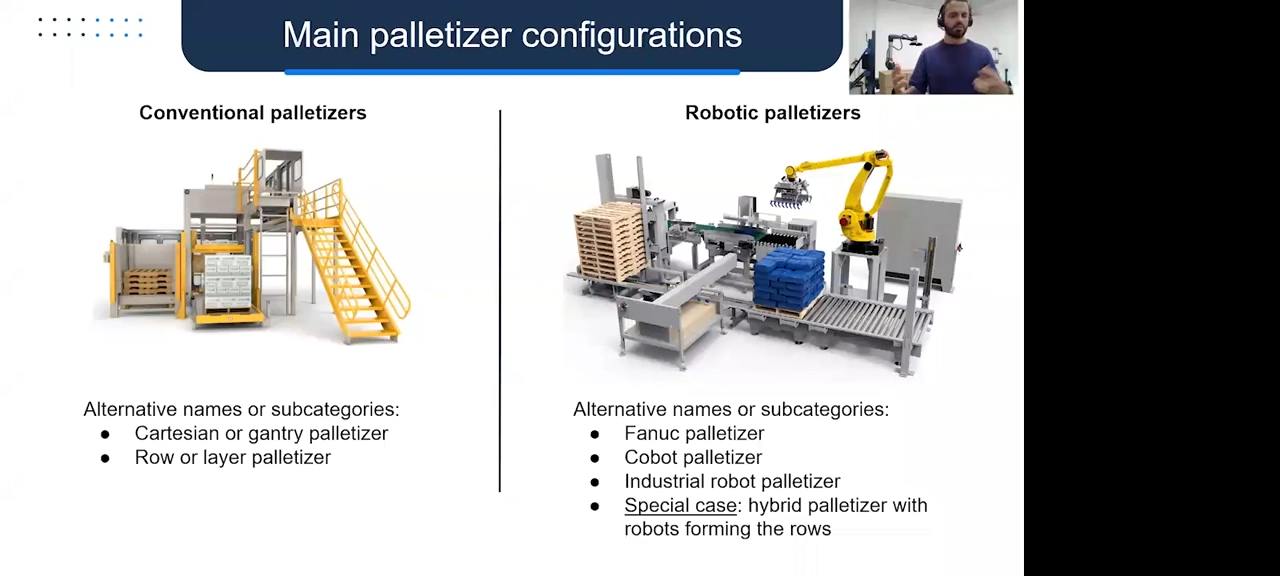 Main palletizer configurations
Conventional palletizers
Alternative names or subcategories:
● Cartesian or gantry palletizer
● Row or layer palletizer
Robotic palletizers
Alternative names or subcategories:
● Fanuc palletizer
● Cobot palletizer
● Industrial robot palletizer
● Special case: hybrid palletizer with
robots forming the rows